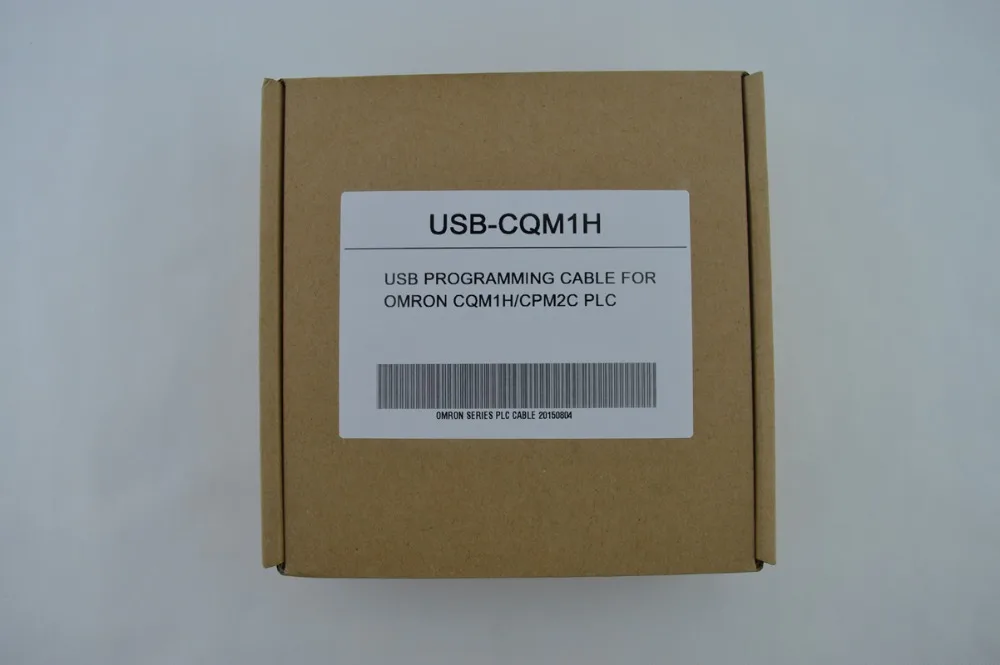 USB-CQM1H
USB PROGRAMMING CABLE FOR
OMRON CQM1H/CPM2C PLC
OMRON SERIES PLC CABLE 20150804